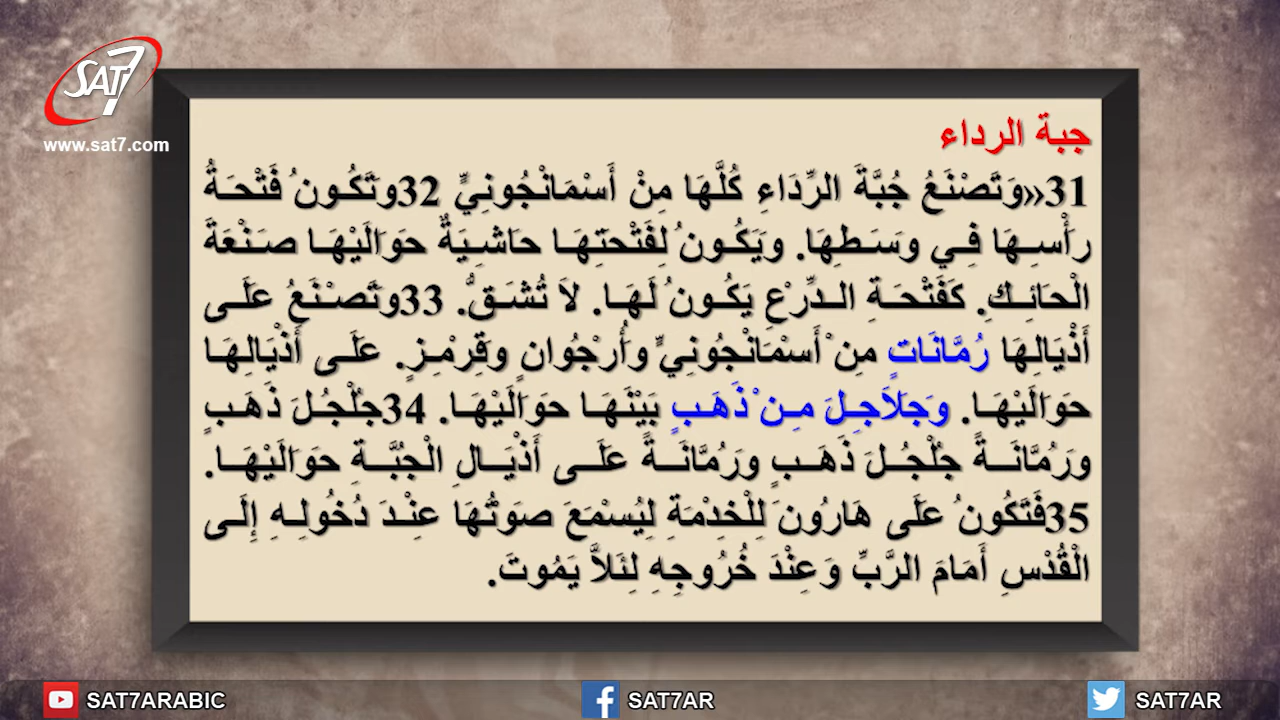 SAT7
www.sat7.com
جبة الرداء
31«وَتَصْنَعُ جُبَّةَ الرِّدَاءِ كُلَّهَا مِنْ أَسْمَانْجُونِيٍّ 32وَتَكُونُ فَتْحَةُ
رَأْسِهَا فِي وَسَطِهَا. وَيَكُونُ لِفَتْحَتِهَا حَاشِيَةٌ حَوَالَيْهَا صَنْعَةَ
الْحَائِكِ. كَفَتْحَةِ الدِّرْعِ يَكُونُ لَهَا. لاَ تُشَقُّ. 33وَتَصْنَعُ عَلَى
أَذْيَالِهَا رُمَّانَاتٍ مِنْ أَسْمَانْجُونِيٍّ وَأُرْجُوانٍ وَقِرْمِزٍ. عَلَى أَذْيَالِهَا
حَوَالَيْهَا. وَجَلاَجِلَ مِنْ ذَهَبٍ بَيْنَهَا حَوَالَيْهَا. 34جُلْجُلَ ذَهَبٍ
وَرُمَّانَةً جُلْجُلَ ذَهَبٍ وَرُمَّانَةً عَلَى أَذْيَالِ الْجُبَّةِ حَوَالَيْهَا.
35فَتَكُونُ عَلَى هَارُونَ لِلْخِدْمَةِ لِيُسْمَعَ صَوْتُهَا عِنْدَ دُخُولِهِ إِلَى
الْقُدْسِ أَمَامَ الرَّبِّ وَعِنْدَ خُرُوجِهِ لِئَلاَّ يَمُوتَ.
SAT7ARABIC
SAT7AR
SAT7AR